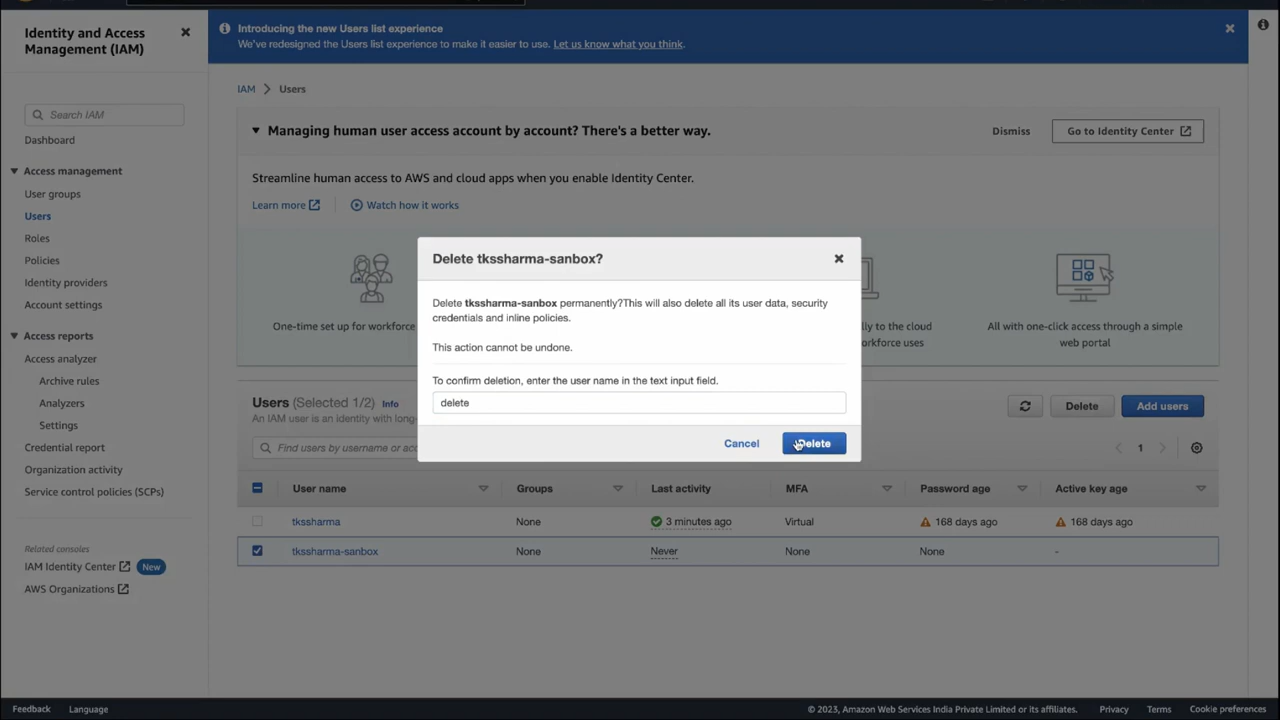 Identity and Access
Management (IAM)
Search IAM
Dashboard
Access management
User groups
Users
Roles
Policies
Identity providers
Account settings
Access reports
Access analyzer
Archive rules
Analyzers
Settings
Credential report
Organization activity
Service control policies (SCPs)
Related consoles
IAM Identity Center New
AWS Organizations
Introducing the new Users list experience
We've redesigned the Users list experience to make it easier to use. Let us know what you think.
IAM > Users
Managing human user access account by account? There's a better way.
Dismiss
Go to Identity Center
Streamline human access to AWS and cloud apps when you enable Identity Center.
Learn more
Watch how it works
One-time set up for workforce
ly to the cloud
orkforce uses
All with one-click access through a simple
web portal
Delete tkssharma-sanbox?
Delete tkssharma-sanbox permanently?This will also delete all its user data, security
credentials and inline policies.
This action cannot be undone.
To confirm deletion, enter the user name in the text input field.
delete
Cancel
Delete
Users (Selected 1/2) Info
An IAM user is an identity with long-
Delete
Add users
Find users by username or acc
1
User name Groups Last activity MFA Password age Active key age
tkssharma None 3 minutes ago Virtual 168 days ago 168 days ago
tkssharma-sanbox None Never None None -
Feedback Language © 2023, Amazon Web Services India Private Limited or its affiliates. Privacy Terms Cookie preferences